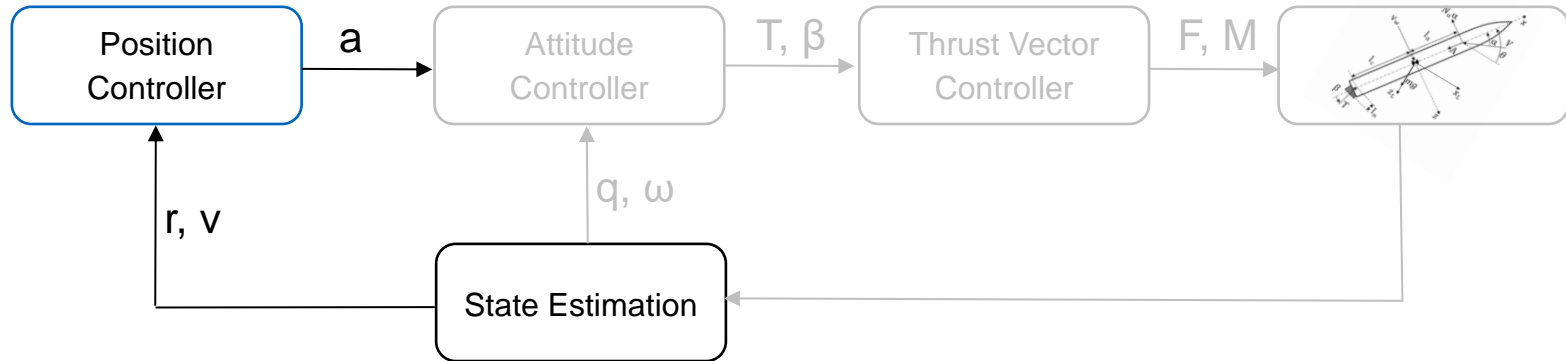 Position
Controller
a
Attitude
Controller
T, β
Thrust Vector
Controller
F, M
r, v
q, ω
State Estimation